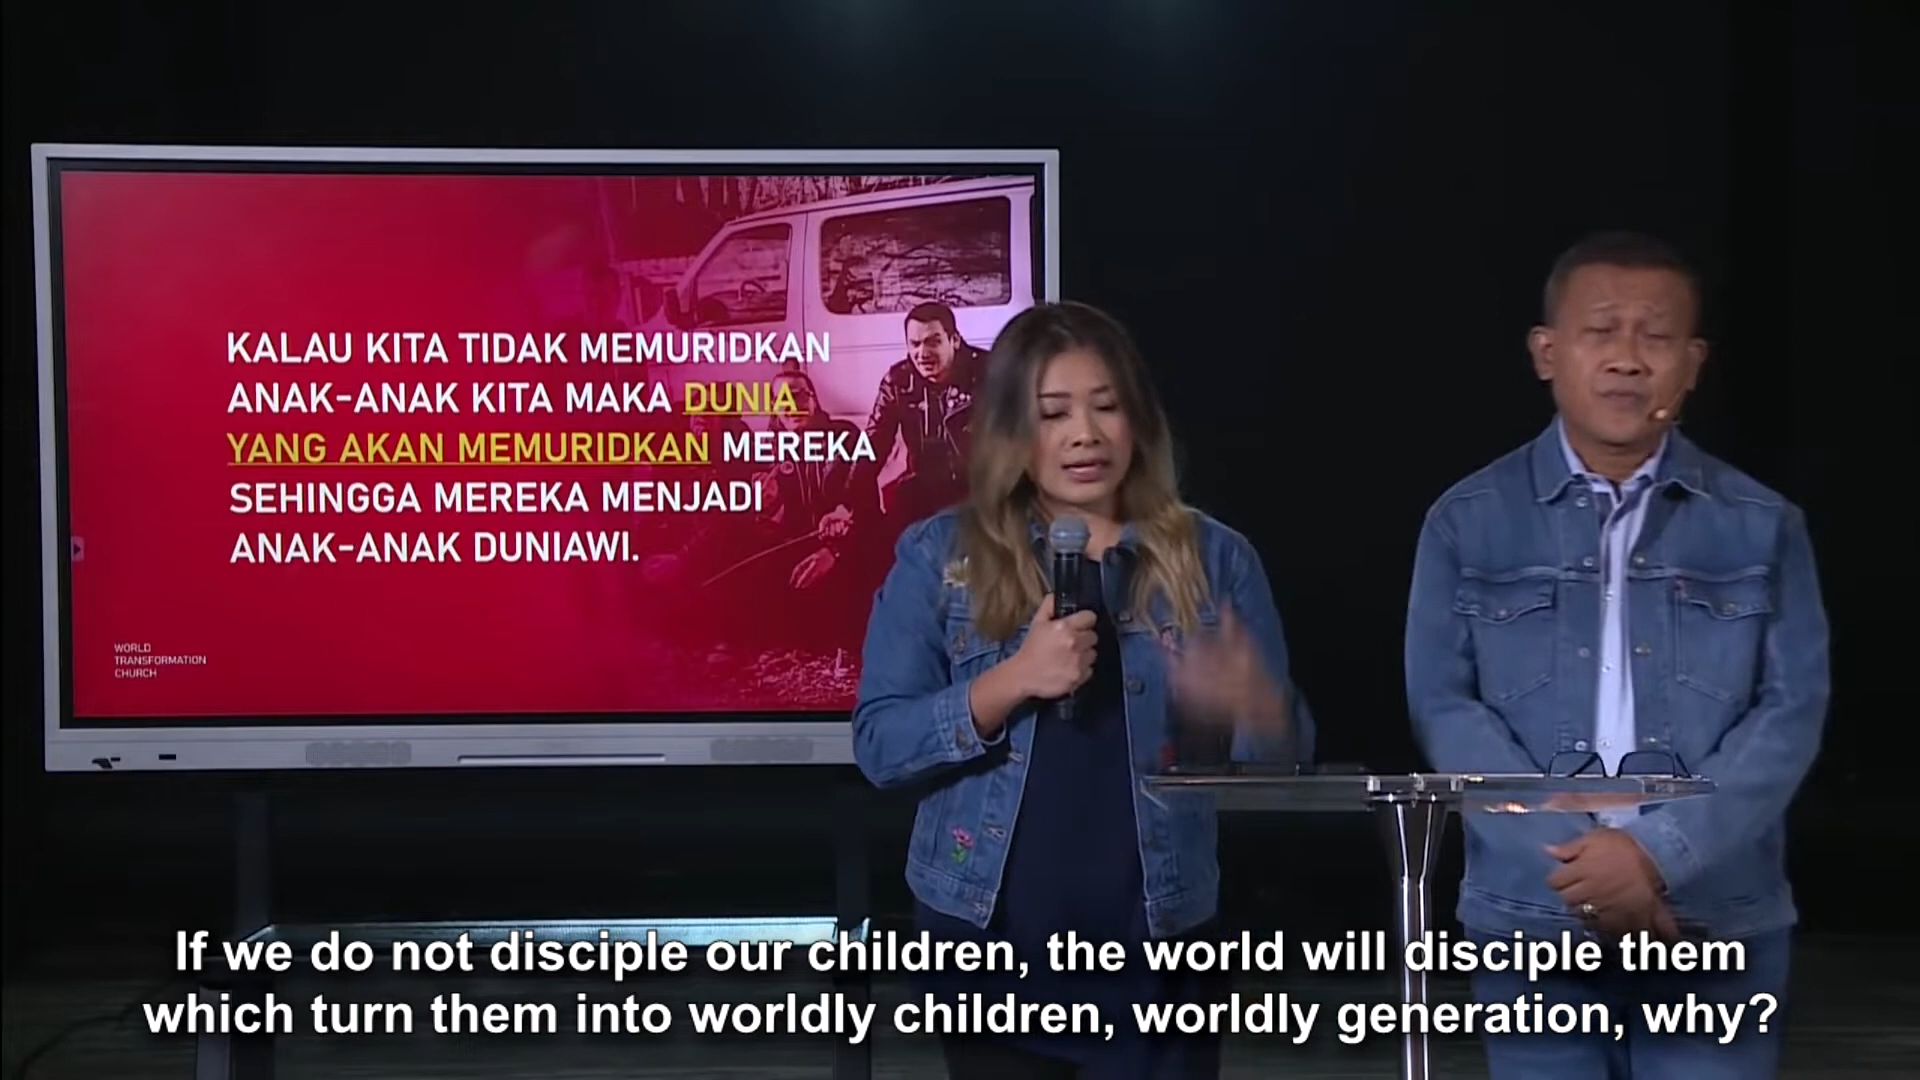 KALAU KITA TIDAK MEMURIDKAN
ANAK-ANAK KITA MAKA DUNIA
YANG AKAN MEMURIDKAN MEREKA
SEHINGGA MEREKA MENJADI
ANAK-ANAK DUNIAWI.
WORLD
TRANSFORMATION
CHURCH
If we do not disciple our children, the world will disciple them
which turn them into worldly children, worldly generation, why?